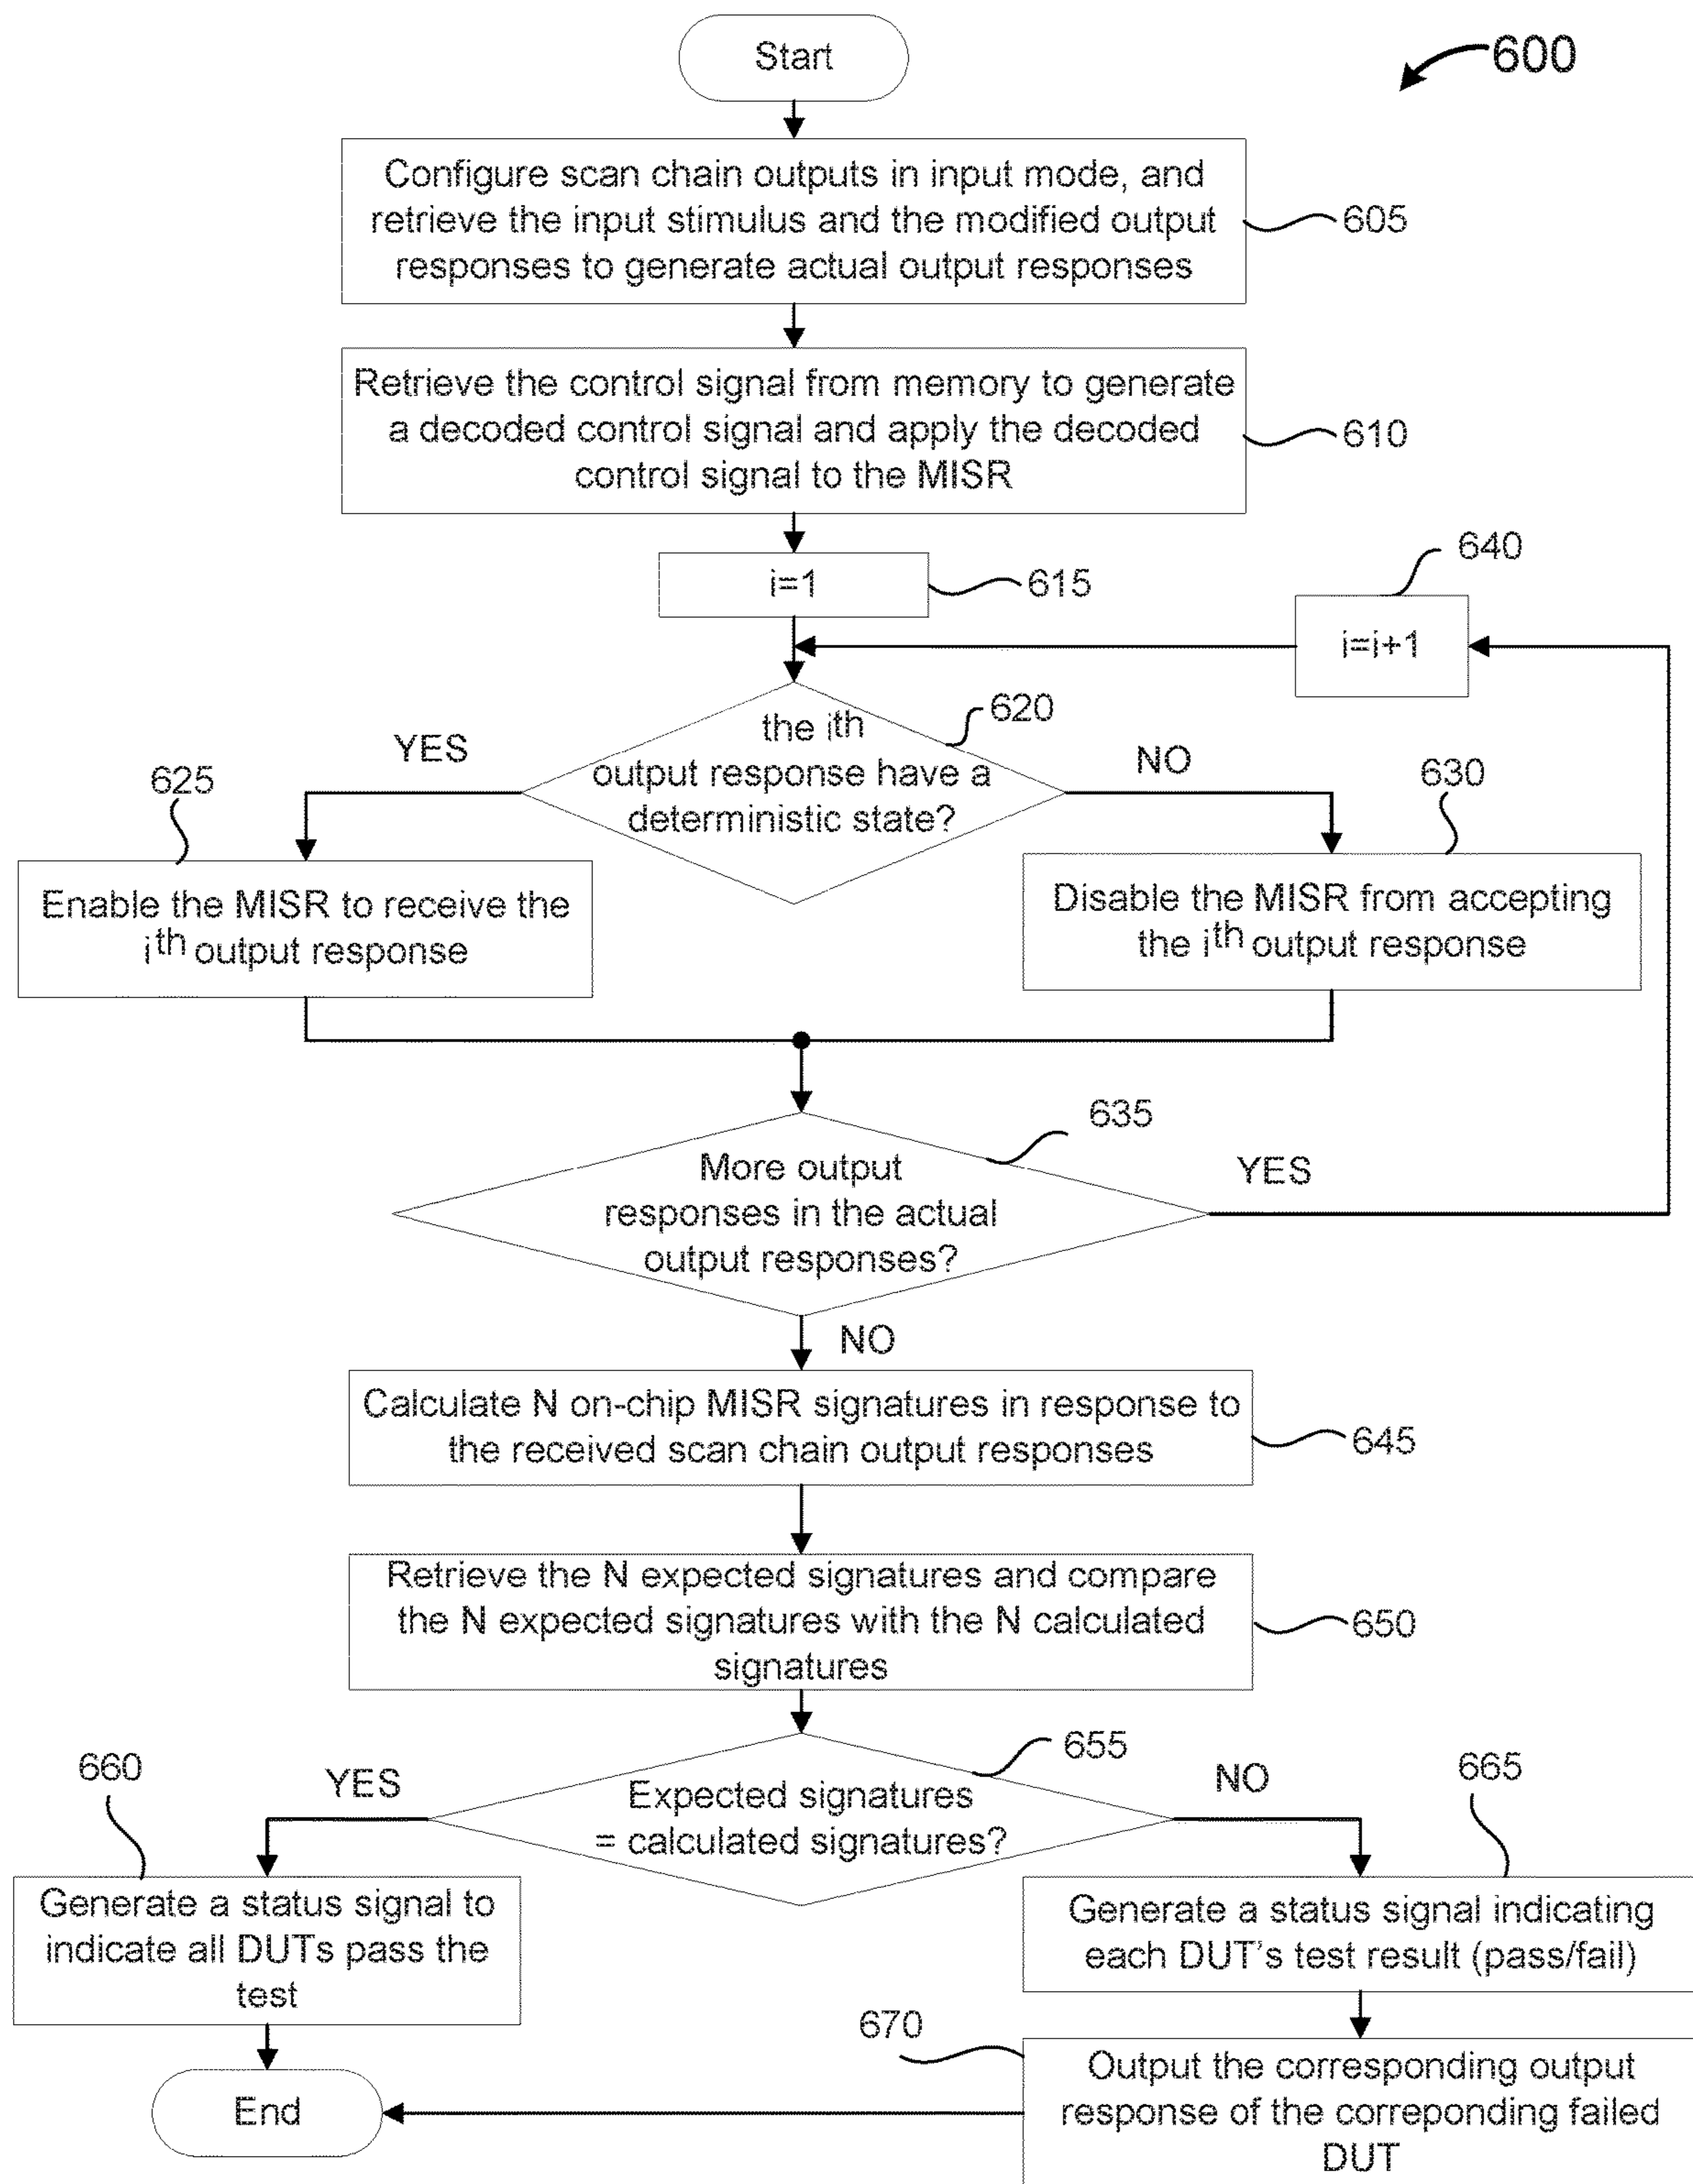 Start
600
Configure scan chain outputs in input mode, and
retrieve the input stimulus and the modified output
responses to generate actual output responses
605
Retrieve the control signal from memory to generate
a decoded control signal and apply the decoded
control signal to the MISR
610
i=1
615
640
i=i+1
the ith
output response have a
deterministic state?
620
YES
NO
625
630
Enable the MISR to receive the
ith output response
Disable the MISR from accepting
the ith output response
635
More output
responses in the actual
output responses?
YES
NO
Calculate N on-chip MISR signatures in response to
the received scan chain output responses
645
Retrieve the N expected signatures and compare
the N expected signatures with the N calculated
signatures
650
655
Expected signatures
= calculated signatures?
YES
NO
660
665
Generate a status signal to
indicate all DUTs pass the
test
Generate a status signal indicating
each DUT's test result (pass/fail)
670
Output the corresponding output
response of the correponding failed
DUT
End